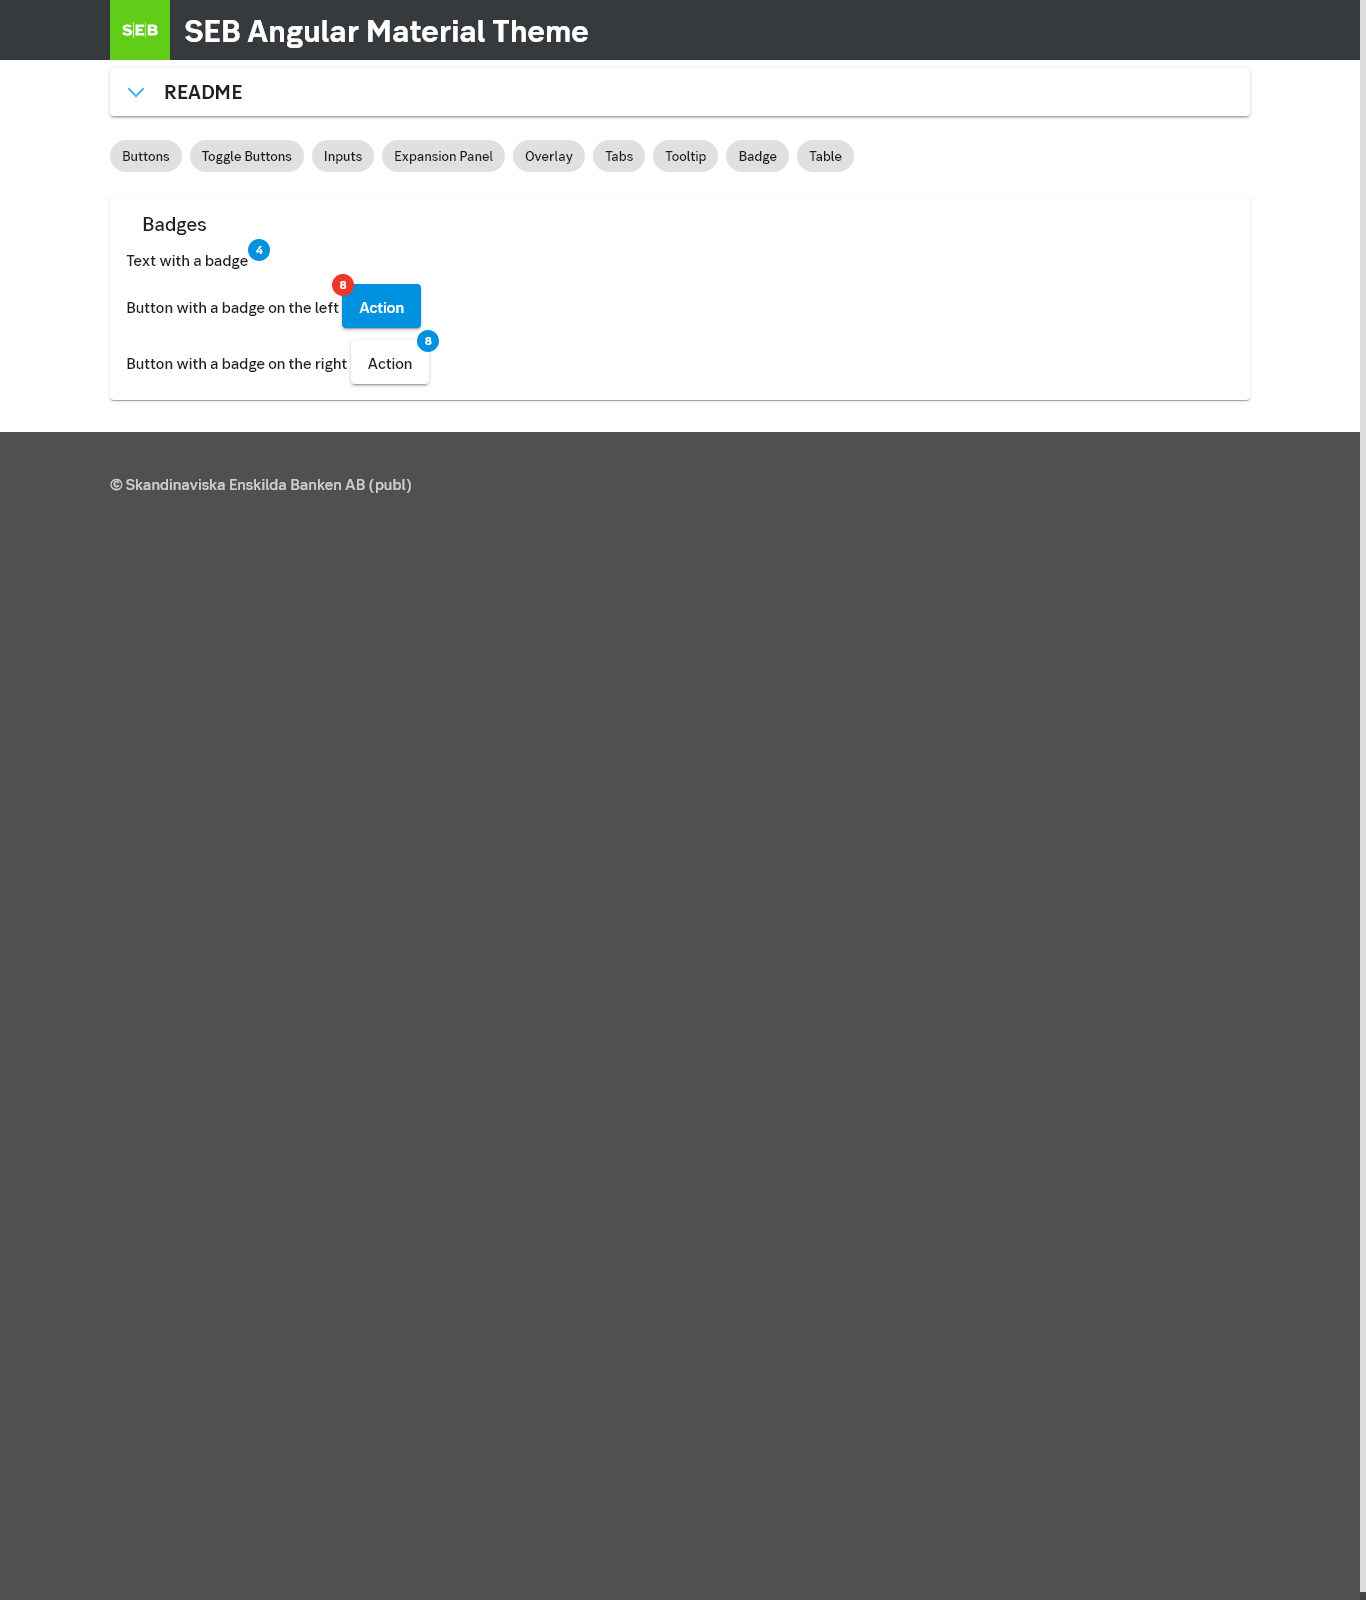 SEB SEB Angular Material Theme
README
Buttons Toggle Buttons Inputs Expansion Panel Overlay Tabs Tooltip Badge Table
Badges
Text with a badge 4
Button with a badge on the left 8 Action
Button with a badge on the right Action 8
© Skandinaviska Enskilda Banken AB (publ)